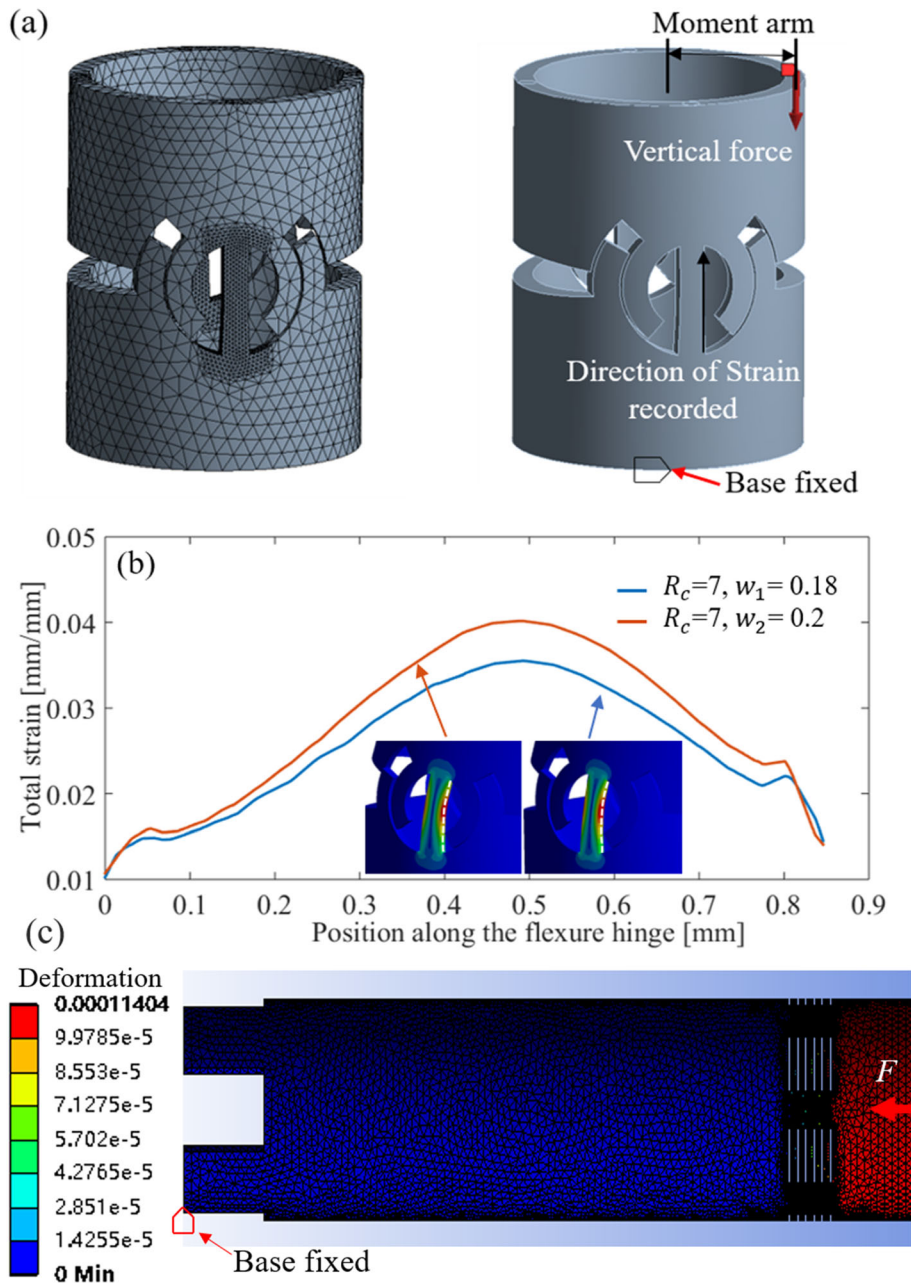 (a)
Moment arm
Vertical force
Direction of Strain
recorded
Base fixed
(b)
Total strain [mm/mm]
0.05
0.04
0.03
0.02
0.01
R_c=7, w_1= 0.18
R_c=7, w_2= 0.2
0 0.1 0.2 0.3 0.4 0.5 0.6 0.7 0.8 0.9
Position along the flexure hinge [mm]
(c)
Deformation
0.00011404
9.9785e-5
8.553e-5
7.1275e-5
5.702e-5
4.2765e-5
2.851e-5
1.4255e-5
0 Min
F
Base fixed